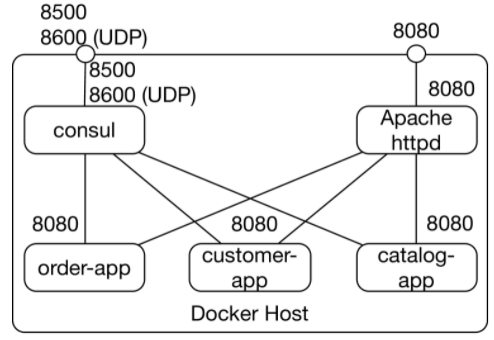 8500
8600 (UDP)
8080
8500
8600 (UDP)
8080
consul
Apache
httpd
8080
8080
8080
order-app
customer-
app
catalog-
app
Docker Host